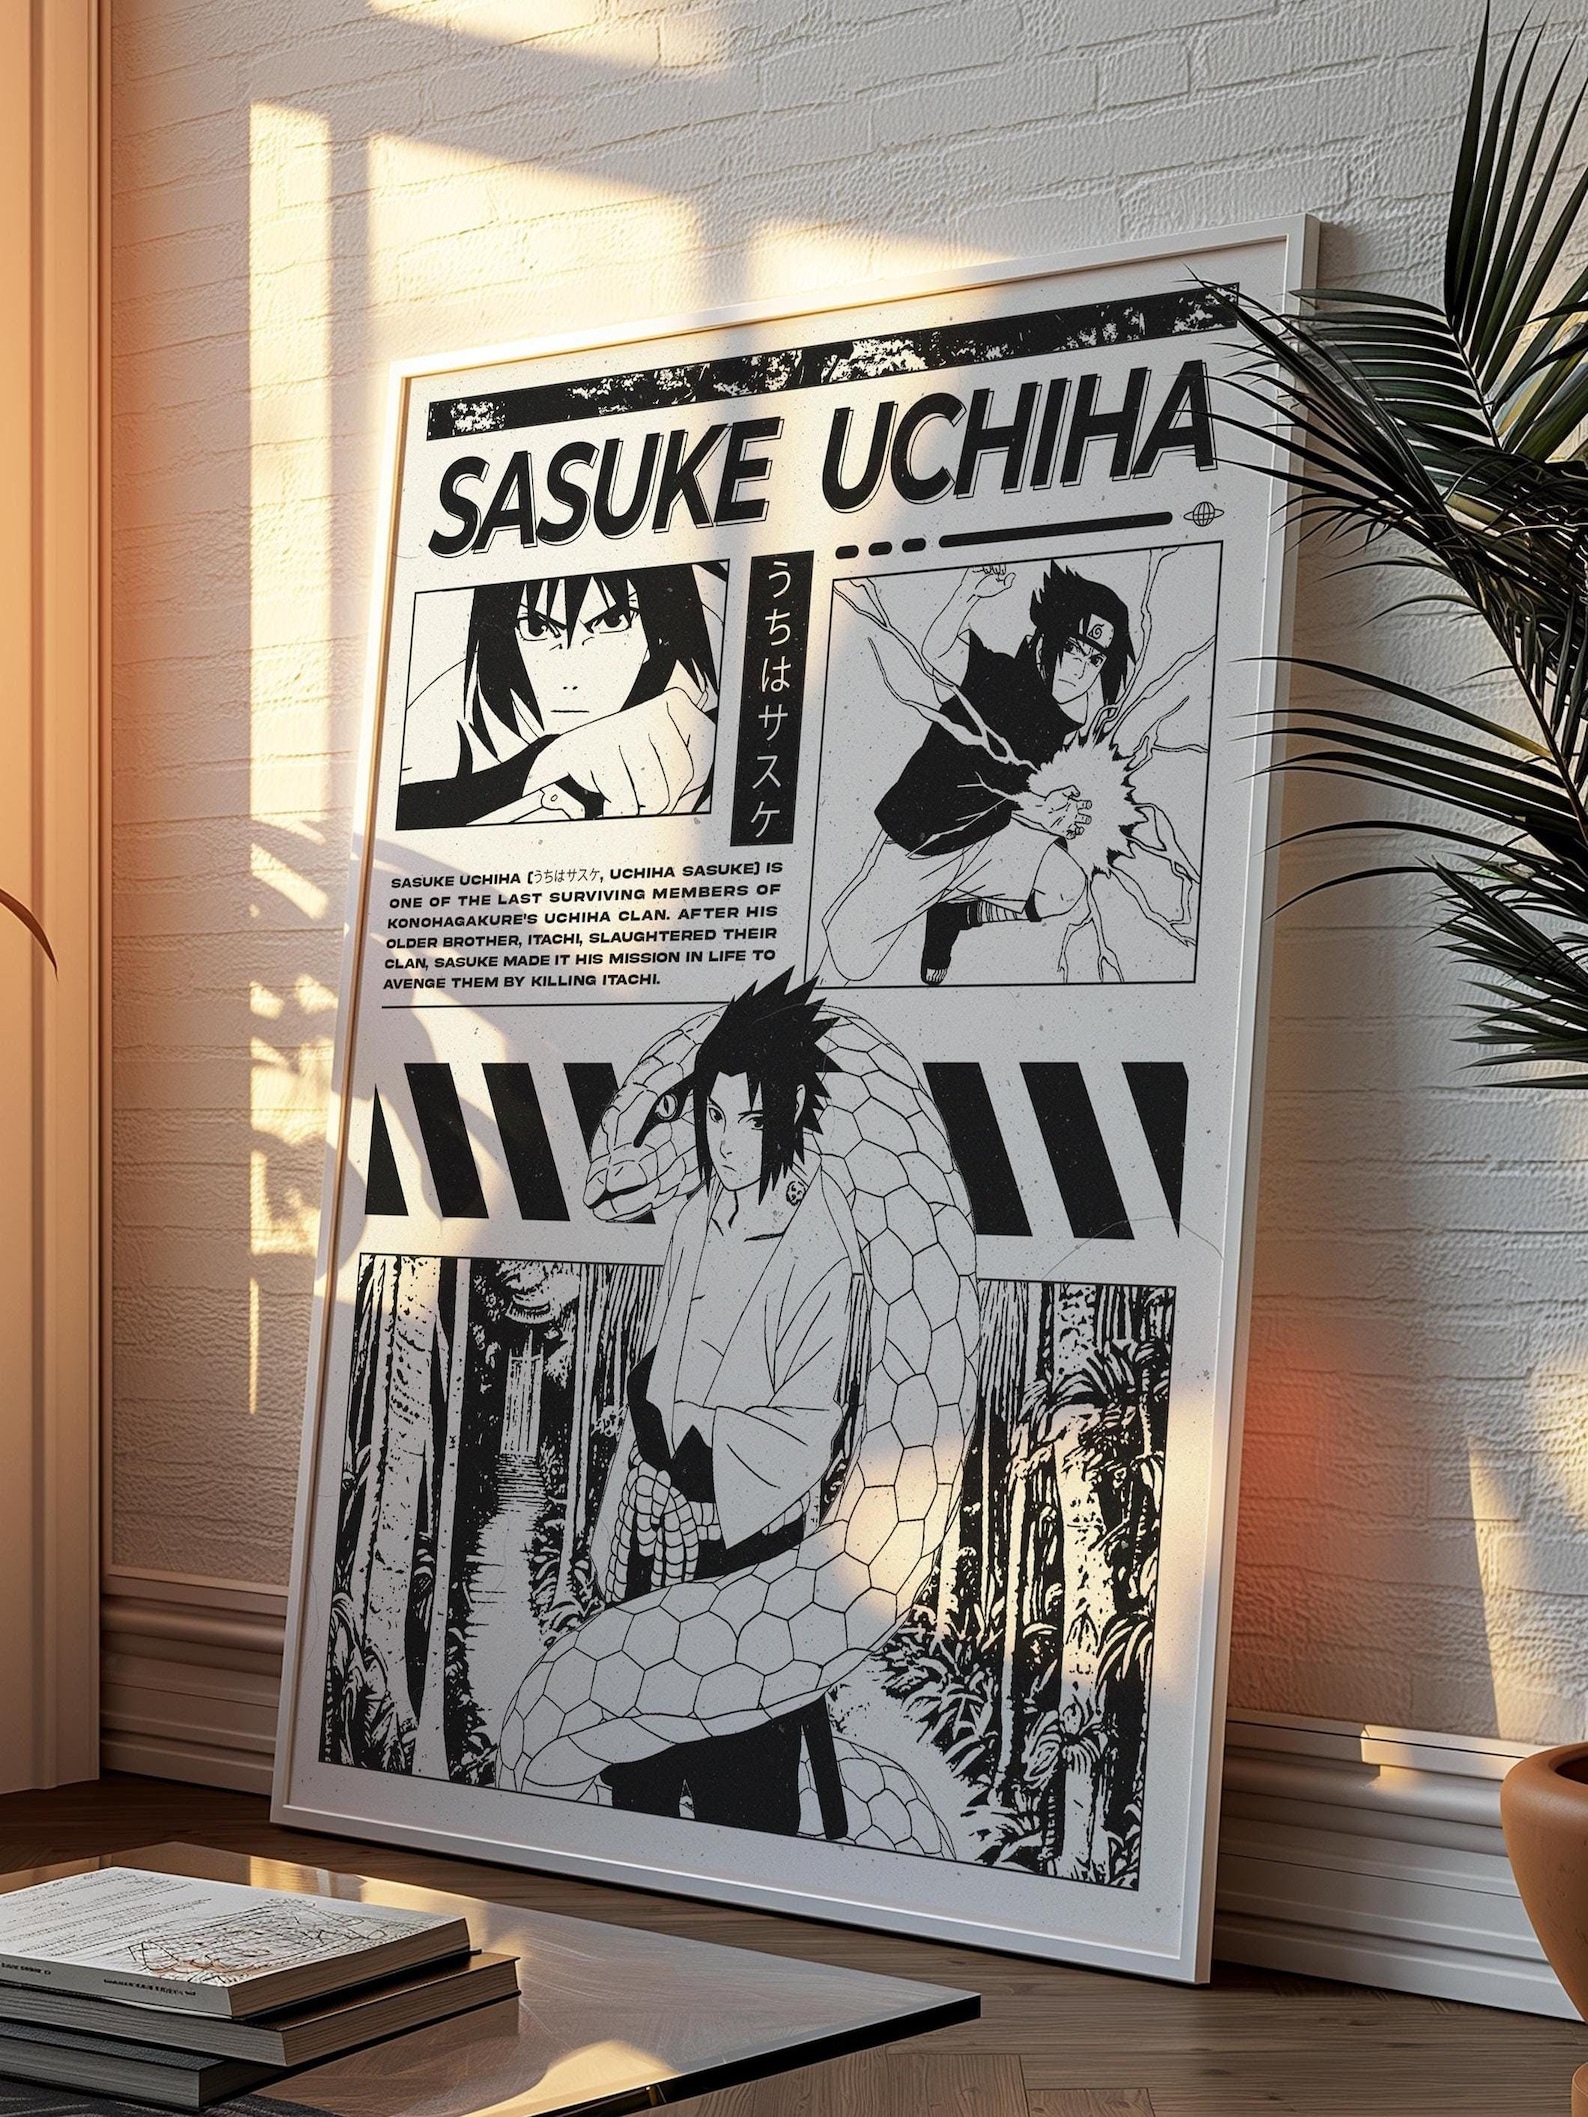 SASUKE UCHIHA
うちはサスケ
SASUKE UCHIHA (うちはサスケ, UCHIHA SASUKE) IS
ONE OF THE LAST SURVIVING MEMBERS OF
KONOHAGAKURE'S UCHIHA CLAN. AFTER HIS
OLDER BROTHER, ITACHI, SLAUGHTERED THEIR
CLAN, SASUKE MADE IT HIS MISSION IN LIFE TO
AVENGE THEM BY KILLING ITACHI.